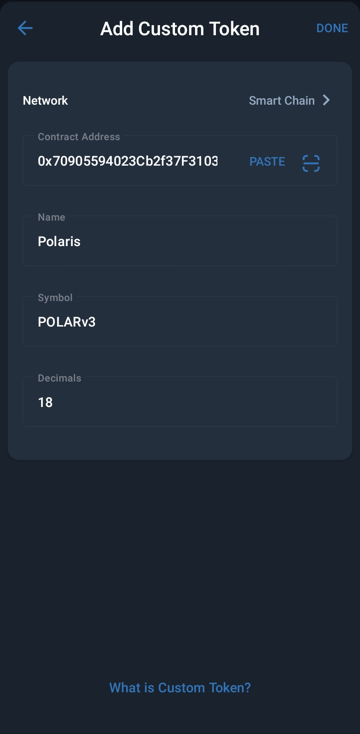 Add Custom Token
DONE
Network
Smart Chain
Contract Address
0x70905594023Cb2f37F3103
PASTE
Name
Polaris
Symbol
POLARv3
Decimals
18
What is Custom Token?